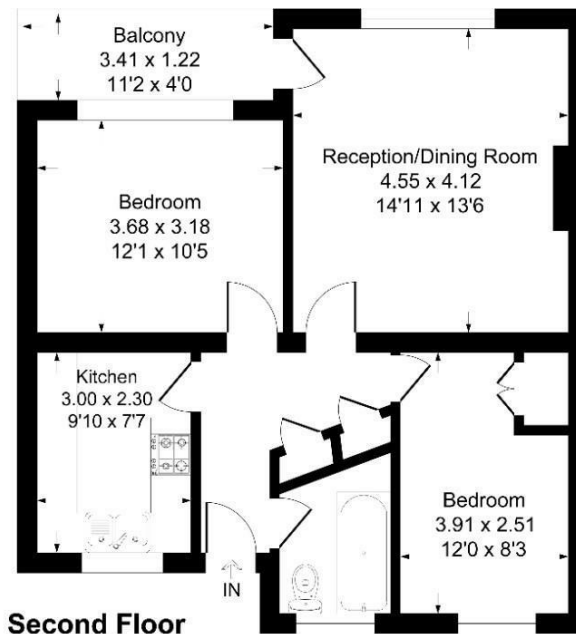 Balcony
3.41 x 1.22
11'2 x 4'0
Reception/Dining Room
4.55 x 4.12
14'11 x 13'6
Bedroom
3.68 x 3.18
12'1 x 10'5
Kitchen
3.00 x 2.30
9'10 x 7'7
Bedroom
3.91 x 2.51
12'0 x 8'3
IN
Second Floor